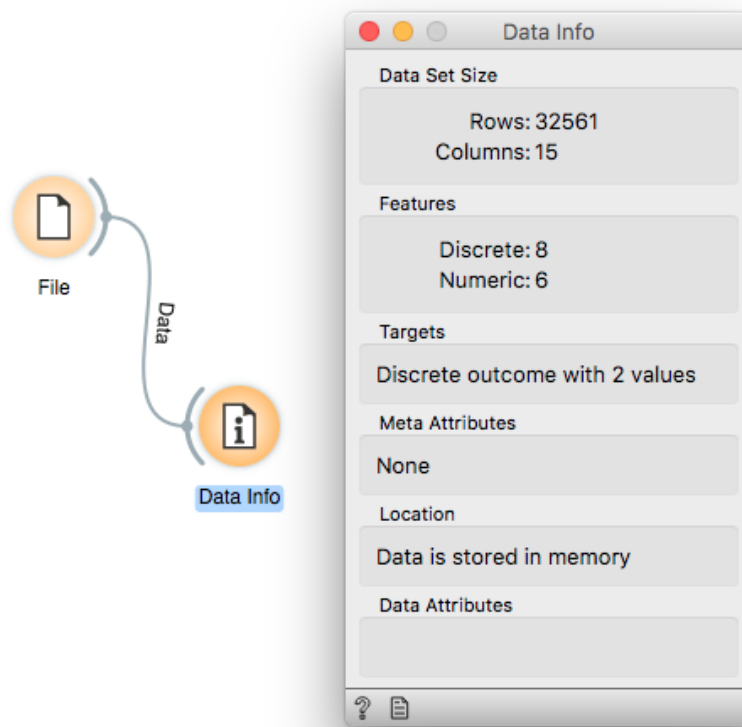 Data Info
Data Set Size
Rows: 32561
Columns: 15
Features
Discrete: 8
Numeric: 6
Targets
Discrete outcome with 2 values
Meta Attributes
None
Location
Data is stored in memory
Data Attributes
File
Data
Data Info